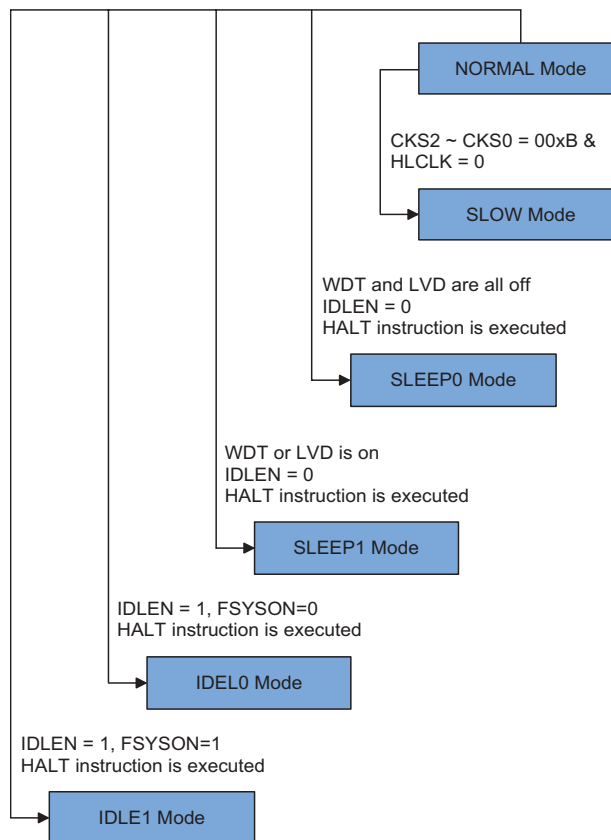 NORMAL Mode
CKS2 ~ CKS0 = 00xB &
HLCLK = 0
SLOW Mode
WDT and LVD are all off
IDLEN = 0
HALT instruction is executed
SLEEP0 Mode
WDT or LVD is on
IDLEN = 0
HALT instruction is executed
SLEEP1 Mode
IDLEN = 1, FSYSON=0
HALT instruction is executed
IDEL0 Mode
IDLEN = 1, FSYSON=1
HALT instruction is executed
IDLE1 Mode